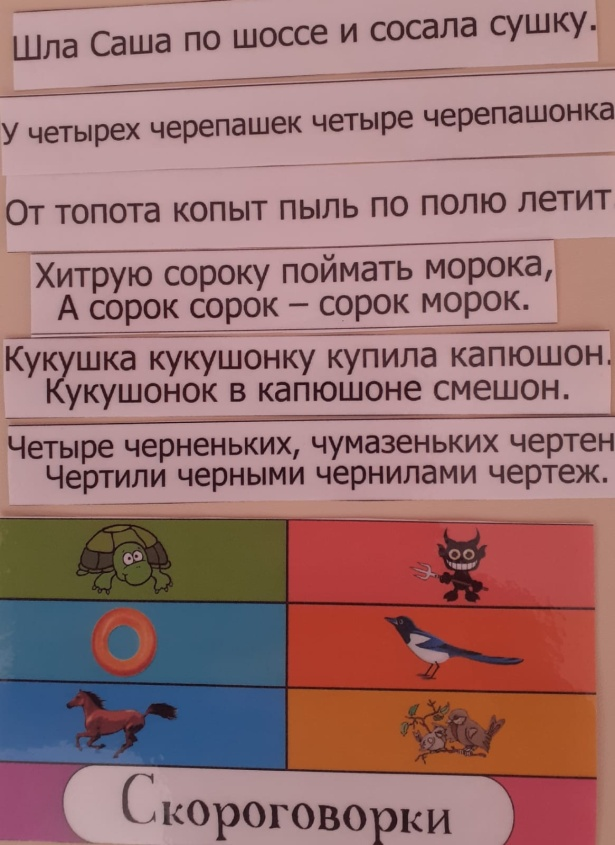 Шла Саша по шоссе и сосала сушку.
У четырех черепашек четыре черепашонка
От топота копыт пыль по полю летит
Хитрую сороку поймать морока,
А сорок сорок – сорок морок.
Кукушка кукушонку купила капюшон.
Кукушонок в капюшоне смешон.
Четыре черненьких, чумазеньких чертен
Чертили черными чернилами чертеж.
Скороговорки